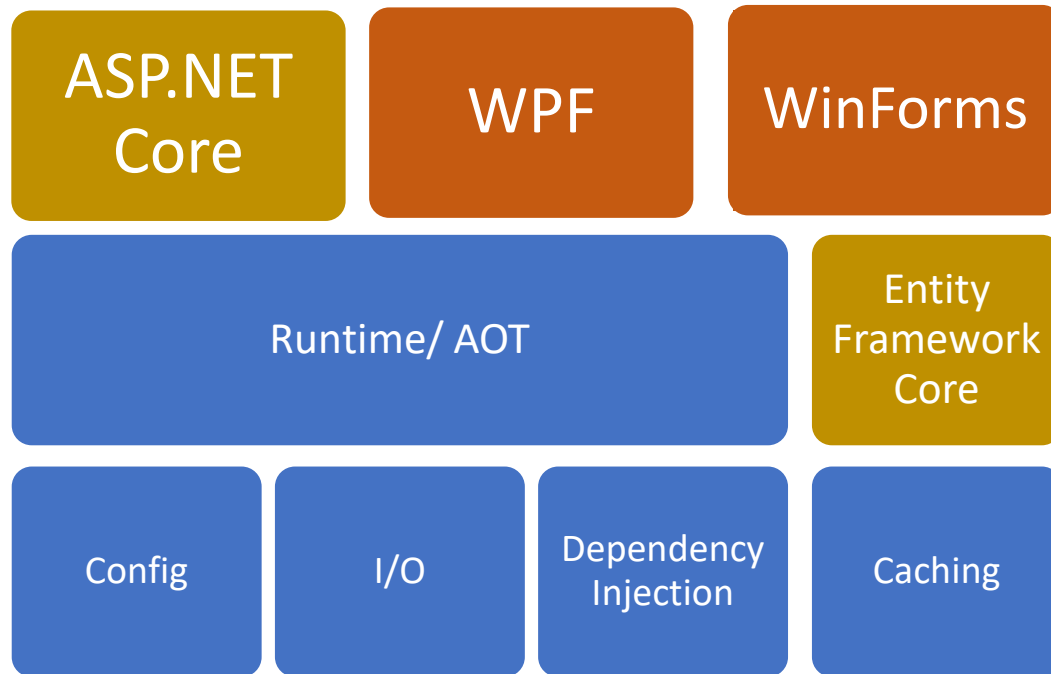 ASP.NET
Core
WPF
WinForms
Runtime/ AOT
Entity
Framework
Core
Config
I/O
Dependency
Injection
Caching